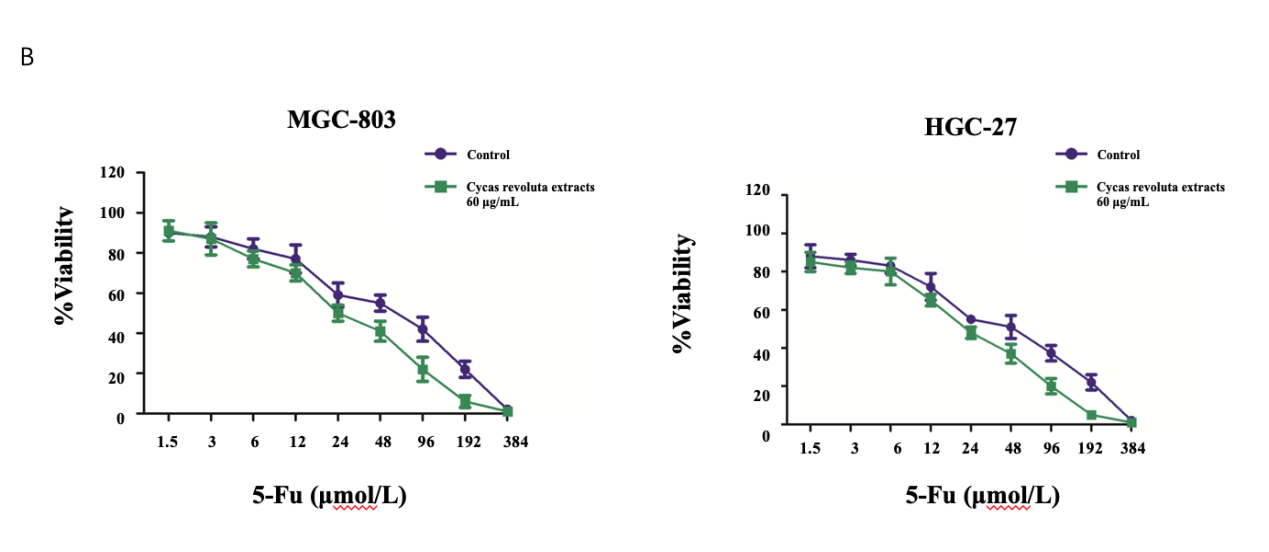 B
MGC-803
Control
Cycas revoluta extracts
60 μg/mL
%Viability
120
100
80
60
40
20
0
1.5 3 6 12 24 48 96 192 384
5-Fu (μmol/L)
HGC-27
Control
Cycas revoluta extracts
60 μg/mL
%Viability
120
100
80
60
40
20
0
1.5 3 6 12 24 48 96 192 384
5-Fu (μmol/L)